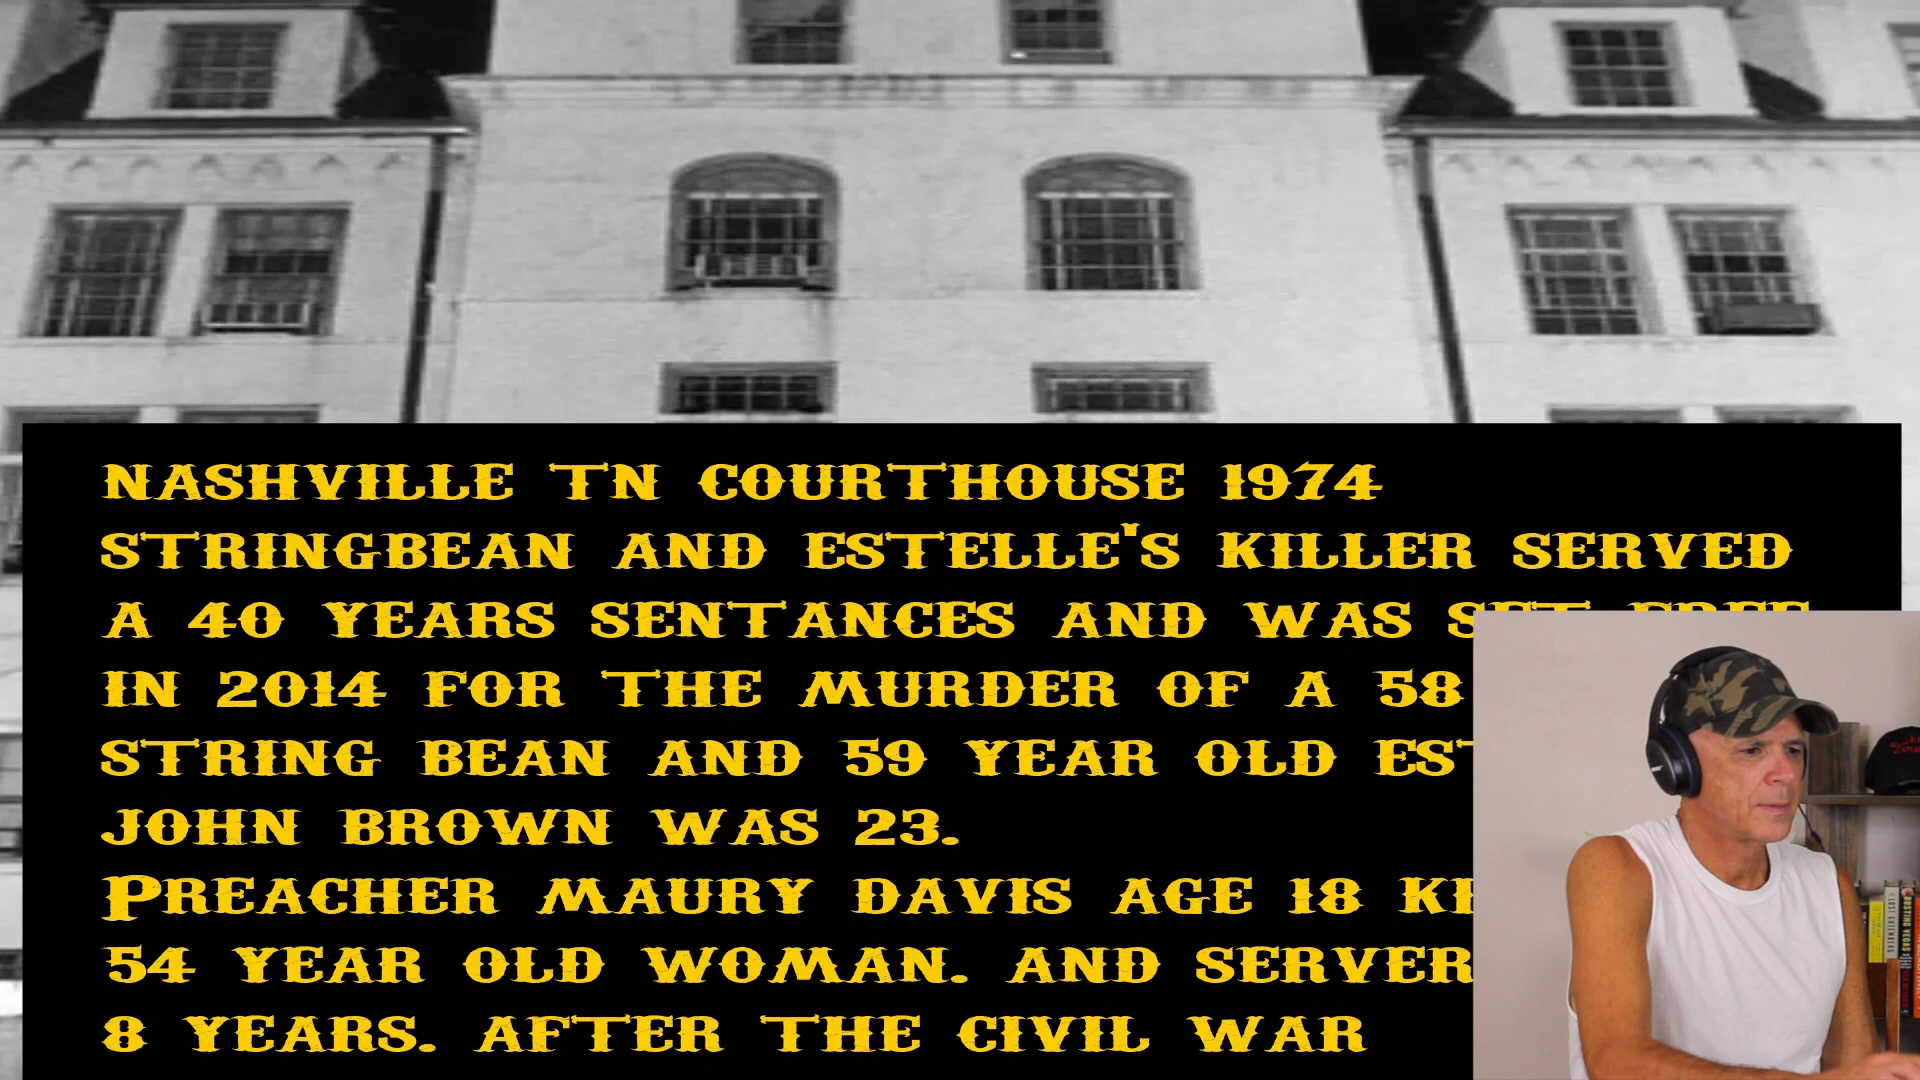 NASHVILLE TN COURTHOUSE 1974
STRINGBEAN AND ESTELLE'S KILLER SERVED
A 40 YEARS SENTANCES AND WAS SET FREE
IN 2014 FOR THE MURDER OF A 58
STRING BEAN AND 59 YEAR OLD
JOHN BROWN WAS 23.
PREACHER MAURY DAVIS AGE 18
54 YEAR OLD WOMAN. AND SERVER
8 YEARS. AFTER THE CIVIL WAR